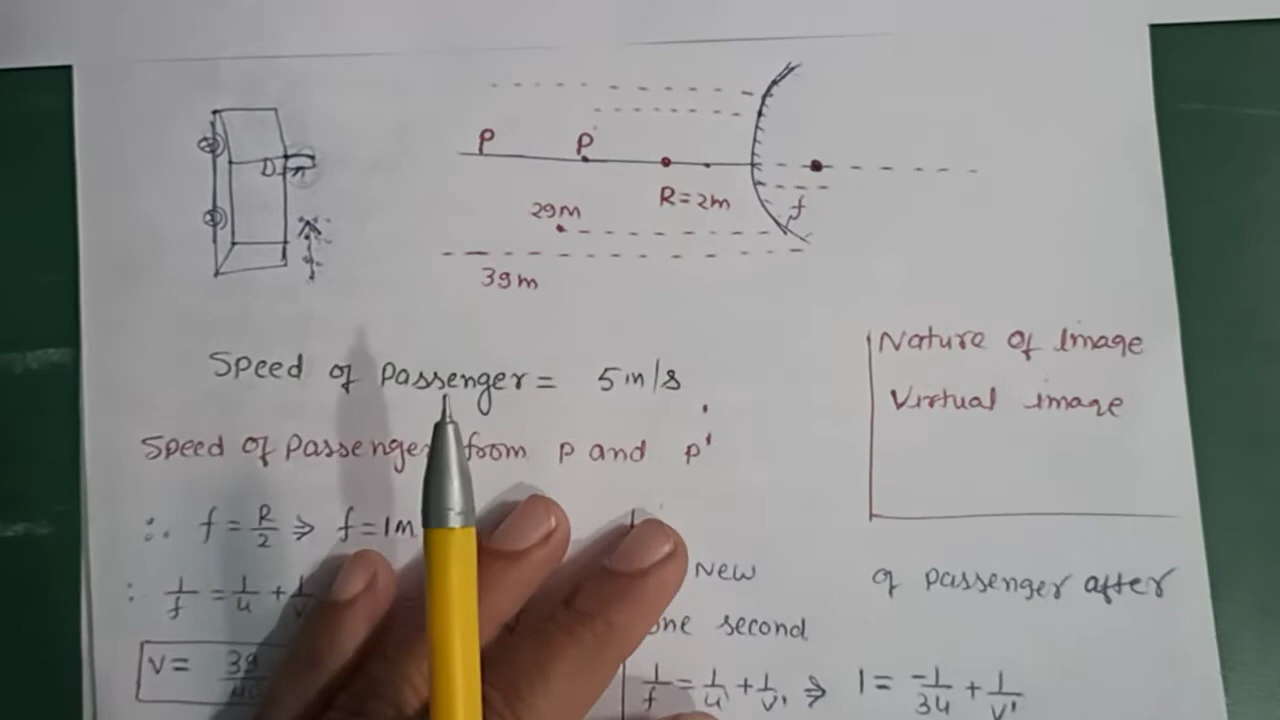 P P'
D
R=2m
f
29m
39m
Nature of Image
Virtual image
Speed of Passenger = 5m/s
Speed of Passenger from P and P'
∴ f = R/2 ⇒ f = 1m
New of passenger after
: 1/f = 1/u + 1/v
one second
V = 39
1/f = 1/u' + 1/v' ⇒ 1 = -1/34 + 1/v'